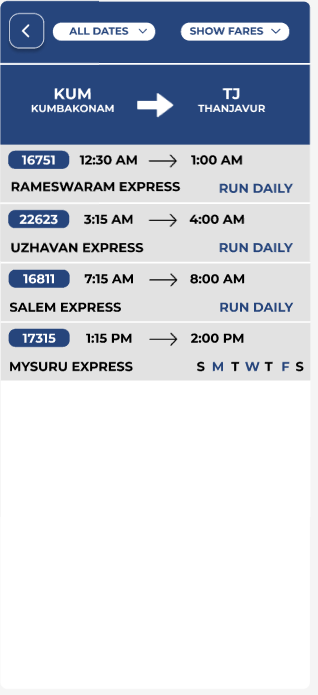 ALL DATES SHOW FARES
KUM TJ
KUMBAKONAM THANJAVUR
16751 12:30 AM 1:00 AM
RAMESWARAM EXPRESS RUN DAILY
22623 3:15 AM 4:00 AM
UZHAVAN EXPRESS RUN DAILY
16811 7:15 AM 8:00 AM
SALEM EXPRESS RUN DAILY
17315 1:15 PM 2:00 PM
MYSURU EXPRESS S M T W T F S